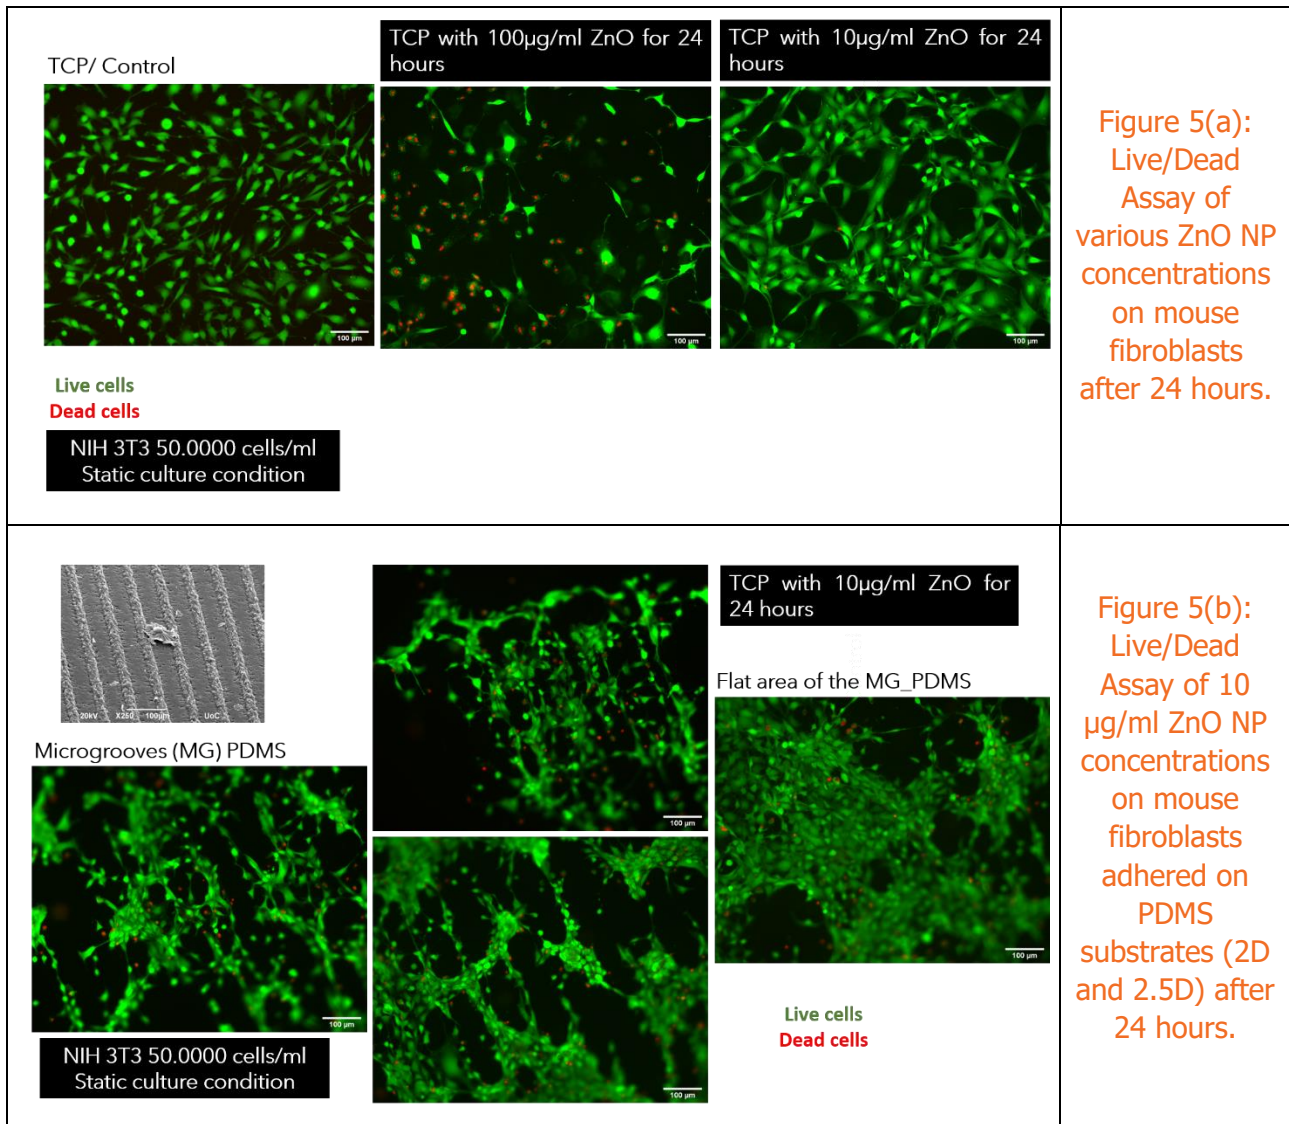 TCP/ Control
TCP with 100µg/ml ZnO for 24
hours
TCP with 10µg/ml ZnO for 24
hours
100 µm
100 µm
100 µm
Live cells
Dead cells
NIH 3T3 50.0000 cells/ml
Static culture condition
Figure 5(a):
Live/Dead
Assay of
various ZnO NP
concentrations
on mouse
fibroblasts
after 24 hours.
20kV X250 100µm UoC
Microgrooves (MG) PDMS
100 µm
NIH 3T3 50.0000 cells/ml
Static culture condition
100 µm
100 µm
TCP with 10µg/ml ZnO for
24 hours
Flat area of the MG_PDMS
100 µm
Live cells
Dead cells
Figure 5(b):
Live/Dead
Assay of 10
µg/ml ZnO NP
concentrations
on mouse
fibroblasts
adhered on
PDMS
substrates (2D
and 2.5D) after
24 hours.